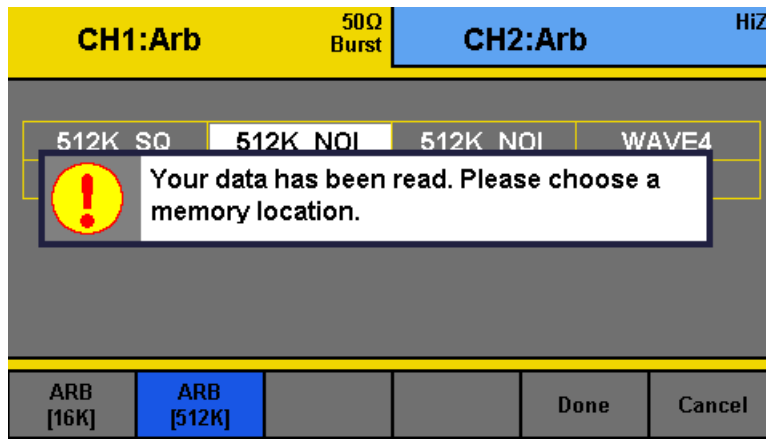 CH1:Arb
50Ω
Burst
CH2:Arb
HiZ
512K SQ 512K NOI 512K NOI WAVE4
Your data has been read. Please choose a
memory location.
ARB
[16K]
ARB
[512K]
Done
Cancel